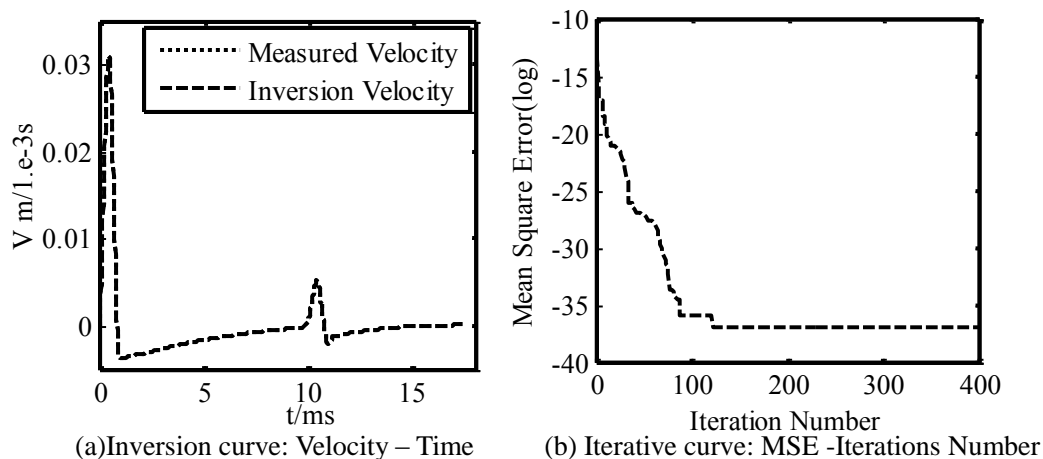 Measured Velocity
Inversion Velocity
V m/1.e-3s
0.03
0.02
0.01
0
0
5
10
15
t/ms
(a)Inversion curve: Velocity – Time
Mean Square Error(log)
-10
-15
-20
-25
-30
-35
-40
0
100
200
300
400
Iteration Number
(b) Iterative curve: MSE -Iterations Number